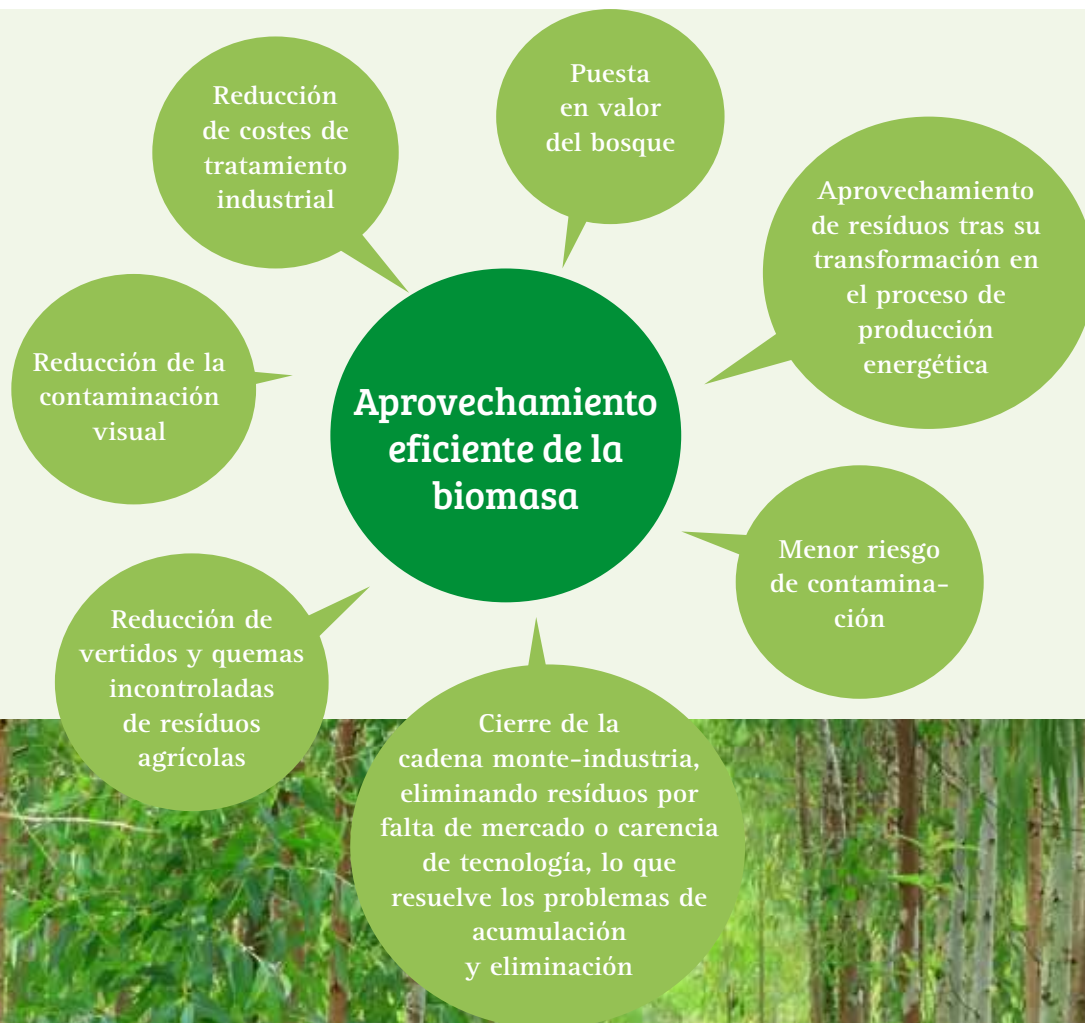 Puesta
en valor
del bosque
Reducción
de costes de
tratamiento
industrial
Aprovechamiento
de resíduos tras su
transformación en
el proceso de
producción
energética
Reducción de la
contaminación
visual
Aprovechamiento
eficiente de la
biomasa
Menor riesgo
de contamina-
ción
Reducción de
vertidos y quemas
incontroladas
de resíduos
agrícolas
Cierre de la
cadena monte-industria,
eliminando resíduos por
falta de mercado o carencia
de tecnología, lo que
resuelve los problemas de
acumulación
y eliminación